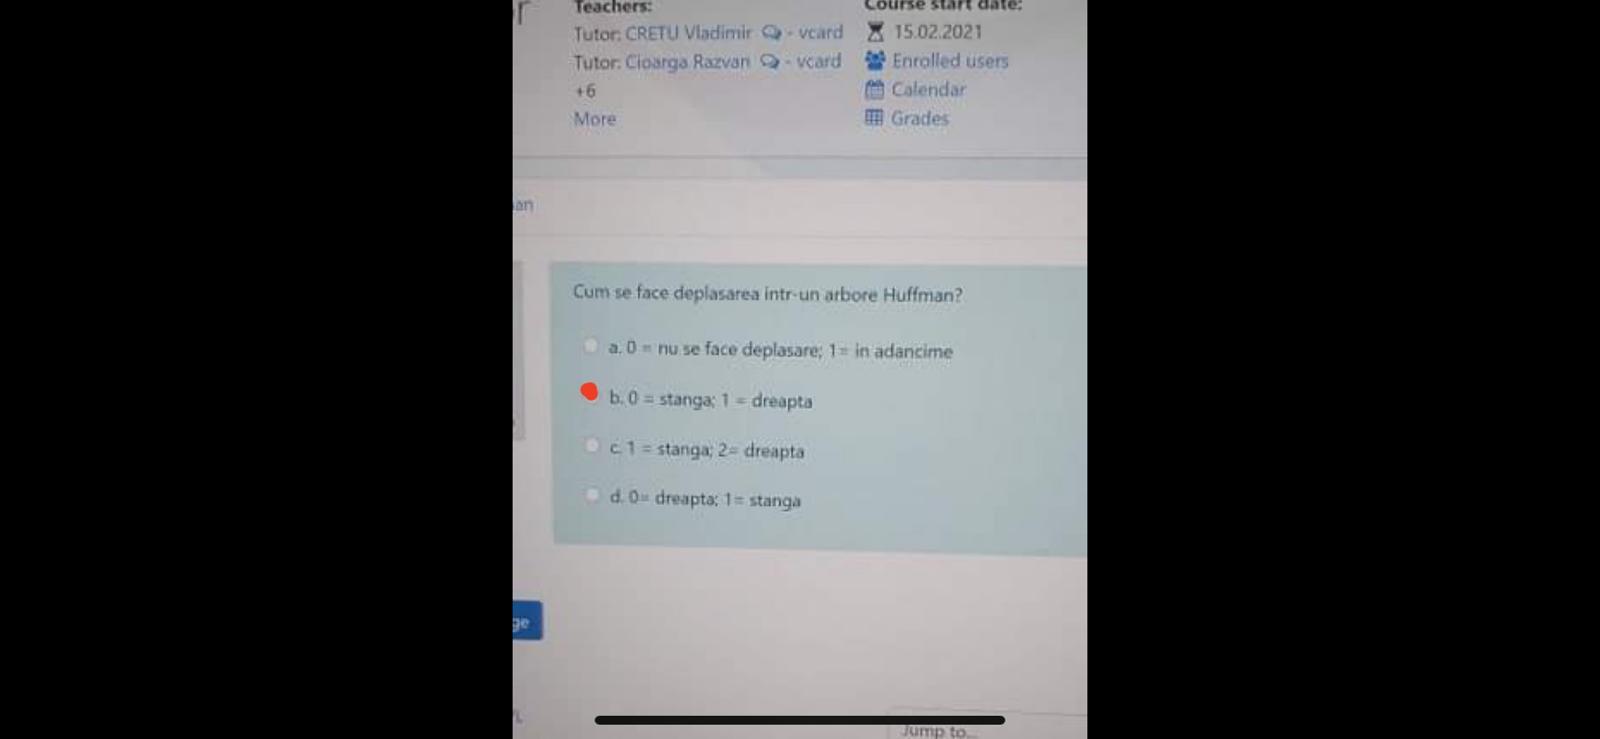 Teachers:
Tutor: CRETU Vladimir - vcard
Tutor: Cioarga Razvan - vcard
+6
More
Course start date:
15.02.2021
Enrolled users
Calendar
Grades
an
Cum se face deplasarea intr-un arbore Huffman?
a. 0 = nu se face deplasare; 1= in adancime
b. 0 = stanga; 1 = dreapta
c. 1 = stanga; 2= dreapta
d. 0= dreapta; 1= stanga
ge
Jump to...